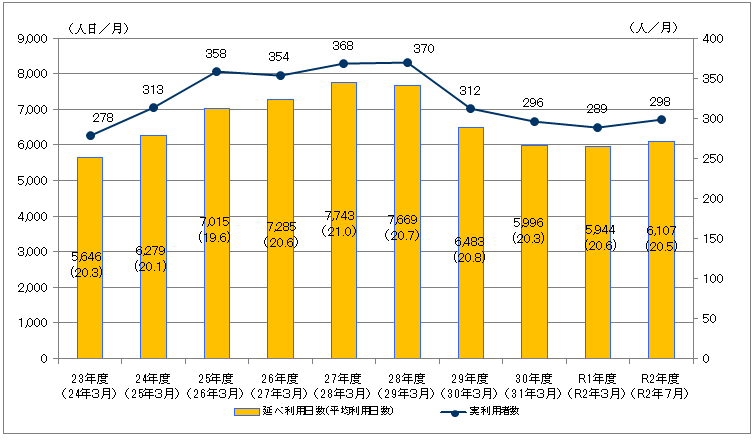 （人日／月）
（人／月）
9,000
8,000
7,000
6,000
5,000
4,000
3,000
2,000
1,000
0
400
350
300
250
200
150
100
50
0
278
313
358
354
368
370
312
296
289
298
5,646
(20.3)
6,279
(20.1)
7,015
(19.6)
7,285
(20.6)
7,743
(21.0)
7,669
(20.7)
6,483
(20.8)
5,996
(20.3)
5,944
(20.6)
6,107
(20.5)
23年度
（24年3月）
24年度
（25年3月）
25年度
（26年3月）
26年度
（27年3月）
27年度
（28年3月）
28年度
（29年3月）
29年度
（30年3月）
30年度
（31年3月）
R1年度
（R2年3月）
R2年度
（R2年7月）
延べ利用日数(平均利用日数)
実利用者数